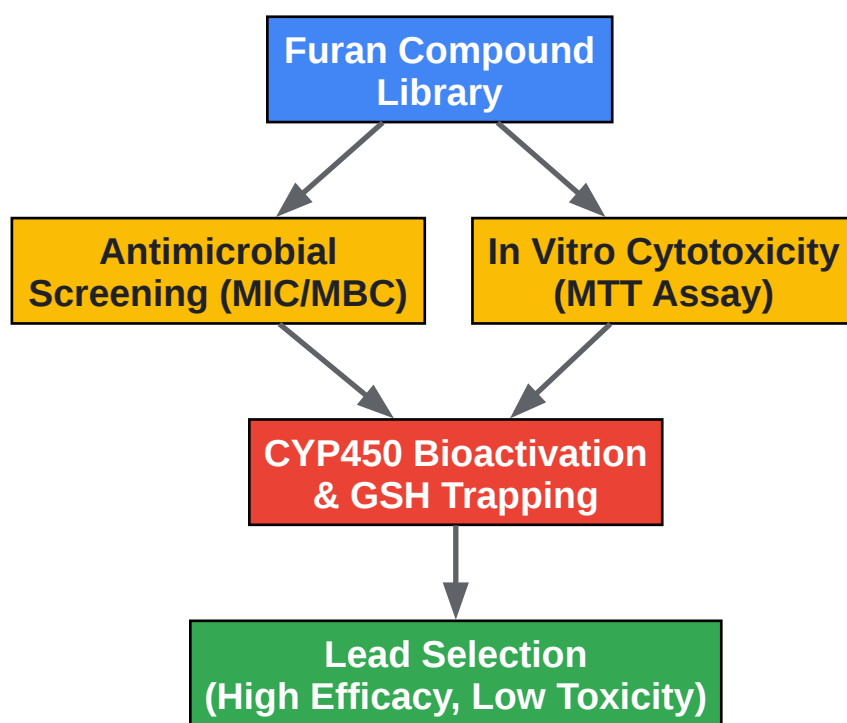 Furan Compound
Library
Antimicrobial
Screening (MIC/MBC)
In Vitro Cytotoxicity
(MTT Assay)
CYP450 Bioactivation
& GSH Trapping
Lead Selection
(High Efficacy, Low Toxicity)